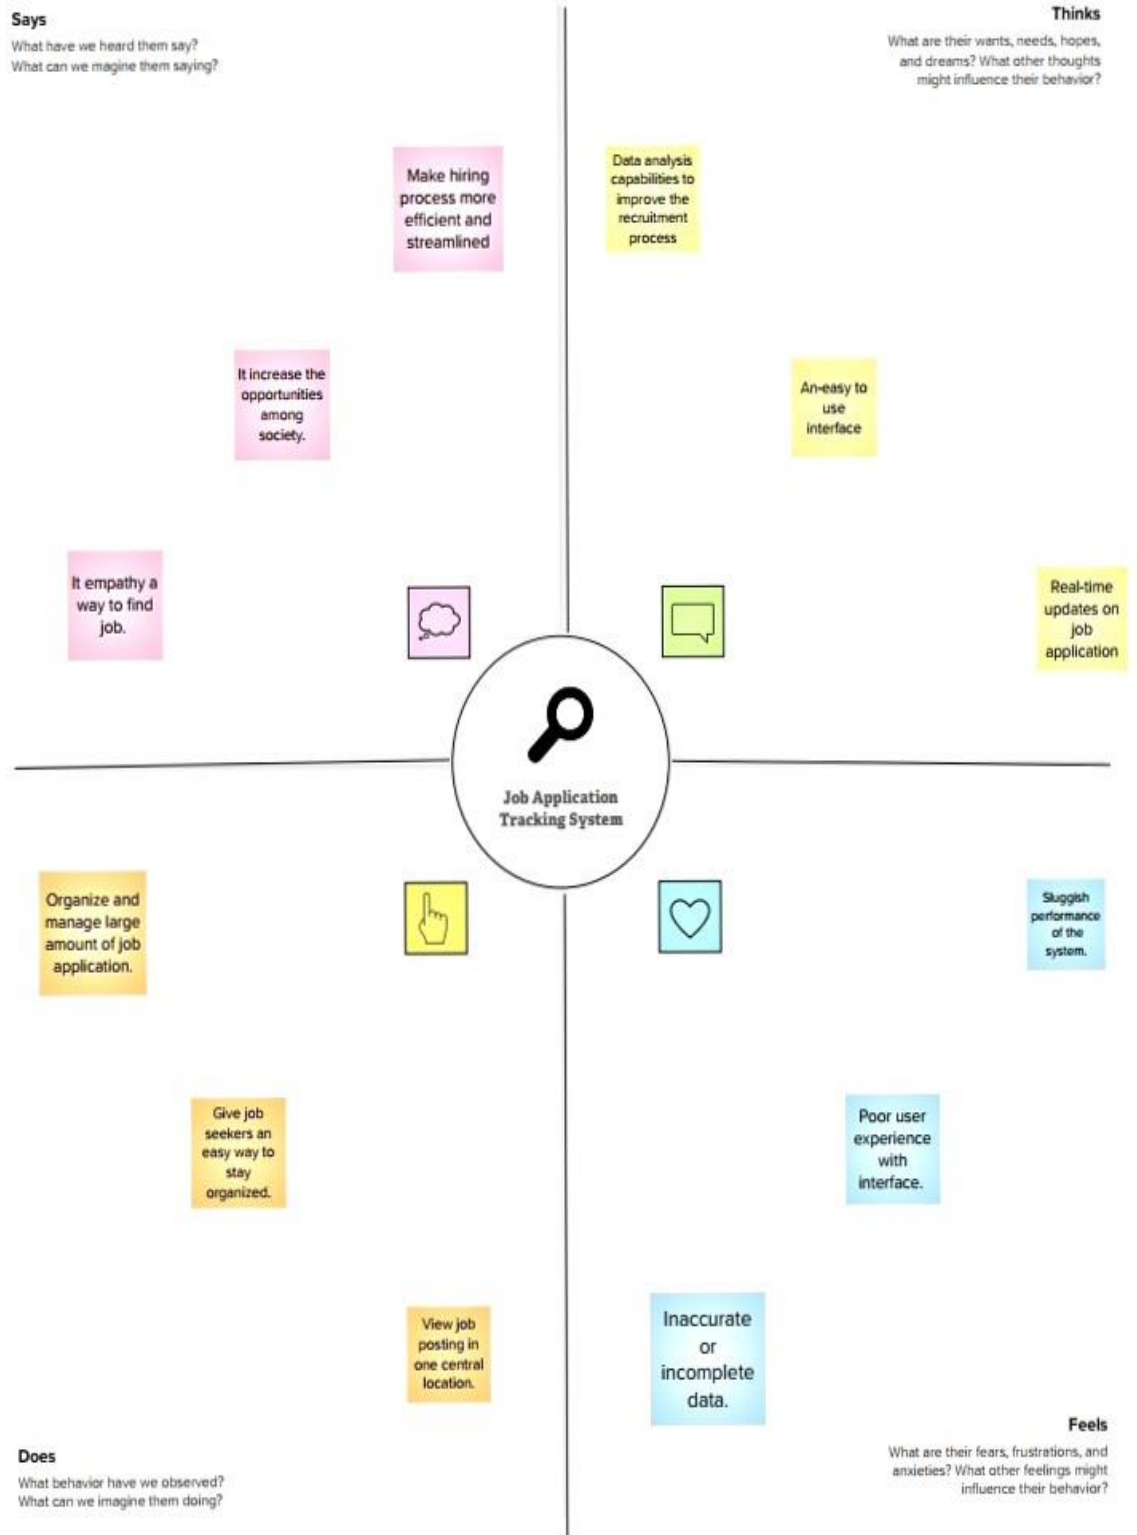 Says
What have we heard them say?
What can we magine them saying?
Thinks
What are their wants, needs, hopes,
and dreams? What other thoughts
might influence their behavior?
Make hiring
process more
efficient and
streamlined
Data analysis
capabilities to
improve the
recruitment
process
It increase the
opportunities
among
society.
An-easy to
use
interface
It empathy a
way to find
job.
Real-time
updates on
job
application
Job Application
Tracking System
Organize and
manage large
amount of job
application.
Sluggish
performance
of the
system.
Give job
seekers an
easy way to
stay
organized.
Poor user
experience
with
interface.
View job
posting in
one central
location.
Inaccurate
or
incomplete
data.
Does
What behavior have we observed?
What can we imagine them doing?
Feels
What are their fears, frustrations, and
anxieties? What other feelings might
influence their behavior?